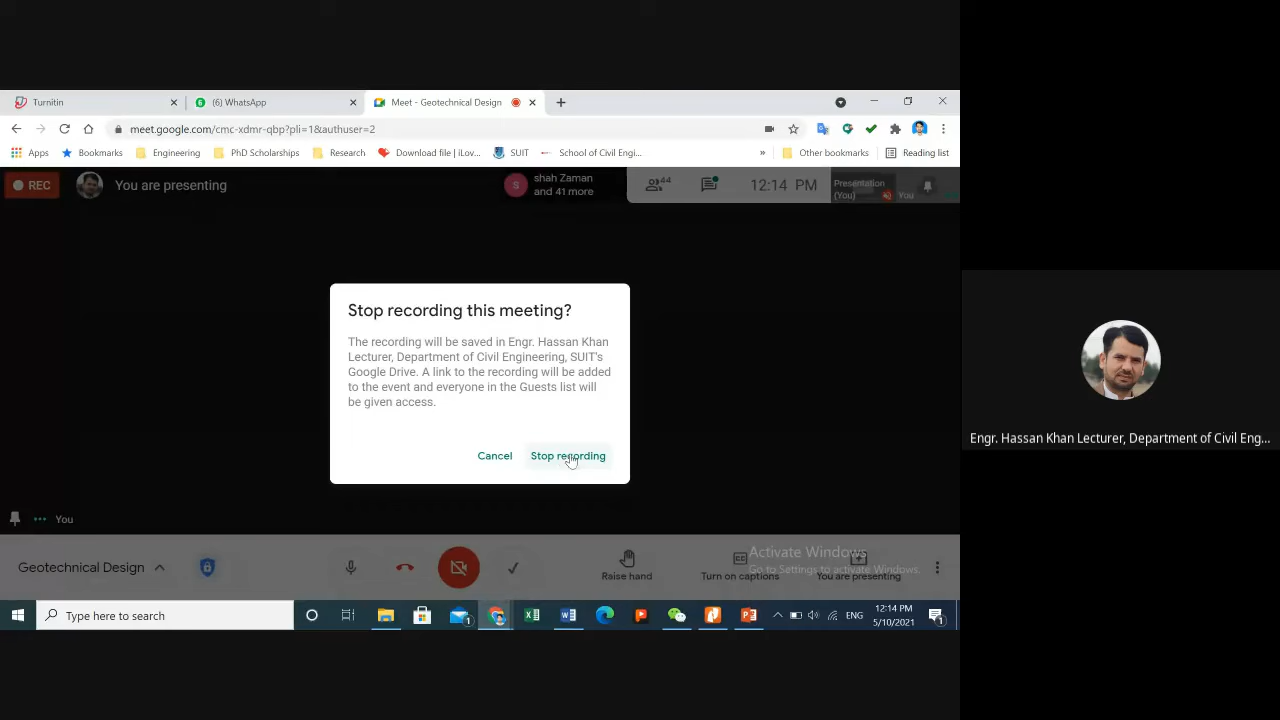 Turnitin
(6) WhatsApp
Meet - Geotechnical Design
meet.google.com/cmc-xdmr-qbp?pli=1&authuser=2
Apps
Bookmarks
Engineering
PhD Scholarships
Research
Download file | iLov...
SUIT
School of Civil Engi...
»
Other bookmarks
Reading list
REC
You are presenting
S
shah Zaman
and 41 more
44
12:14 PM
Presentation
(You)
You
Stop recording this meeting?
The recording will be saved in Engr. Hassan Khan
Lecturer, Department of Civil Engineering, SUIT's
Google Drive. A link to the recording will be added
to the event and everyone in the Guests list will
be given access.
Cancel
Stop recording
Engr. Hassan Khan Lecturer, Department of Civil Eng...
You
Geotechnical Design
Raise hand
Turn on captions
You are presenting
Activate Windows
Go to Settings to activate Windows.
Type here to search
1
ENG
12:14 PM
5/10/2021
1